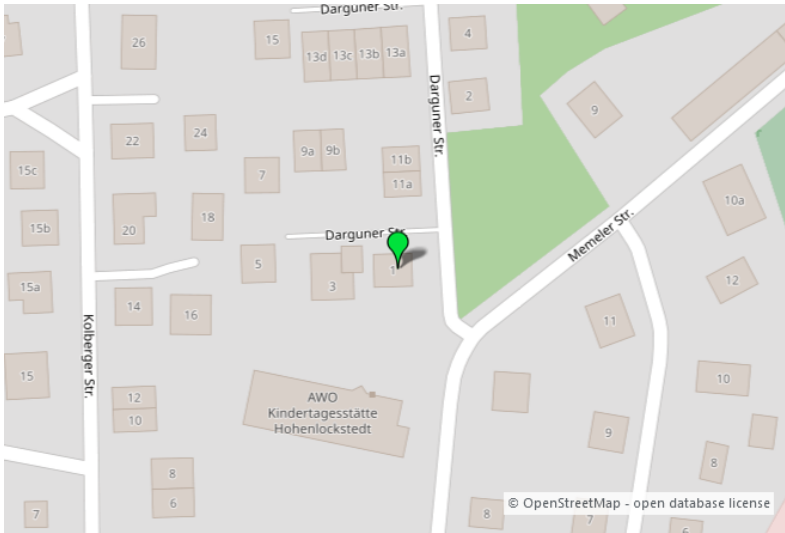 Darguner Str.
26
15
13d
13c
13b
13a
4
Darguner Str.
2
9
22
24
9a
9b
11b
11a
7
15c
15b
20
18
10a
Memeler Str.
Darguner Str.
5
3
1
12
15a
14
16
11
Kolberger Str.
15
AWO
Kindertagesstätte
Hohenlockstedt
12
10
10
9
8
8
6
7
8
7
6
© OpenStreetMap - open database license